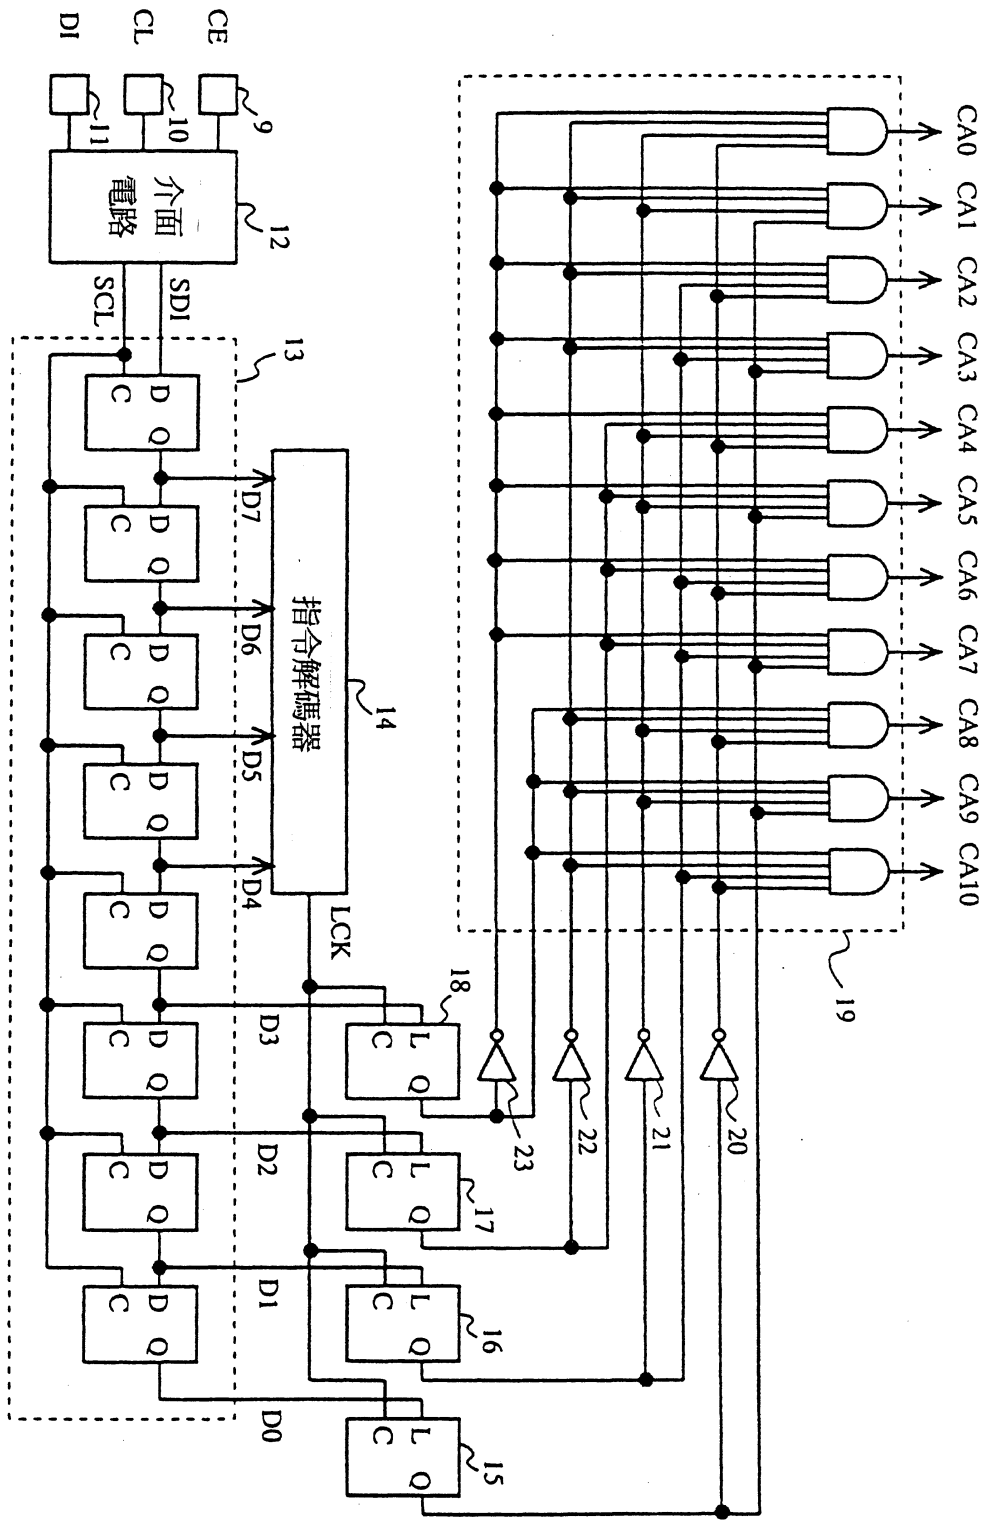 CE
CL
DI
9
10
11
介面
電路
12
SDI
SCL
13
D Q
C
D Q
C
D Q
C
D Q
C
D Q
C
D Q
C
D Q
C
D Q
C
D7
D6
D5
D4
D3
D2
D1
D0
指令解碼器
14
LCK
18
L Q
C
17
L Q
C
16
L Q
C
15
L Q
C
23
22
21
20
19
CA0
CA1
CA2
CA3
CA4
CA5
CA6
CA7
CA8
CA9
CA10